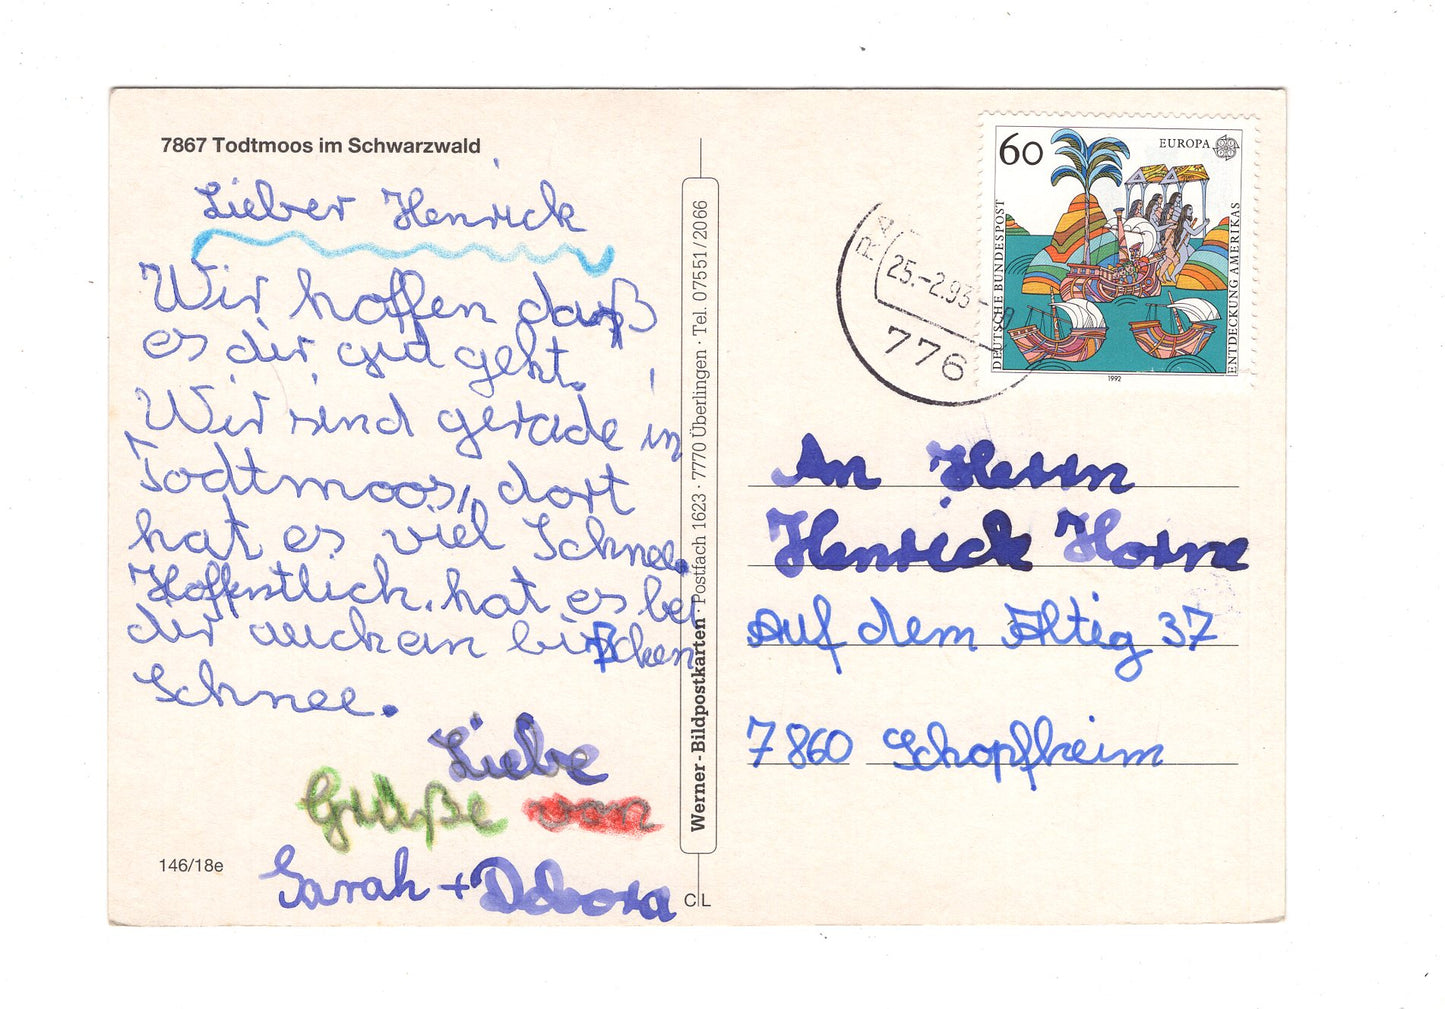 7867 Todtmoos im Schwarzwald
Lieber Henrick
Wir hoffen daß
es dir gut geht.
Wir sind gerade in
Todtmoos, dort
hat es viel Schnee.
Hoffentlich hat es bei
dir auch ein bißchen
Schnee.
Liebe
Grüße von
Sarah + Debora
146/18e
Werner-Bildpostkarten · Postfach 1623 · 7770 Überlingen · Tel. 07551/2066
C L
60
EUROPA
DEUTSCHE BUNDESPOST
ENTDECKUNG AMERIKAS
1992
25.-2.93-
776
An Herrn
Henrick Horne
Auf dem Altig 37
7860 Schopfheim